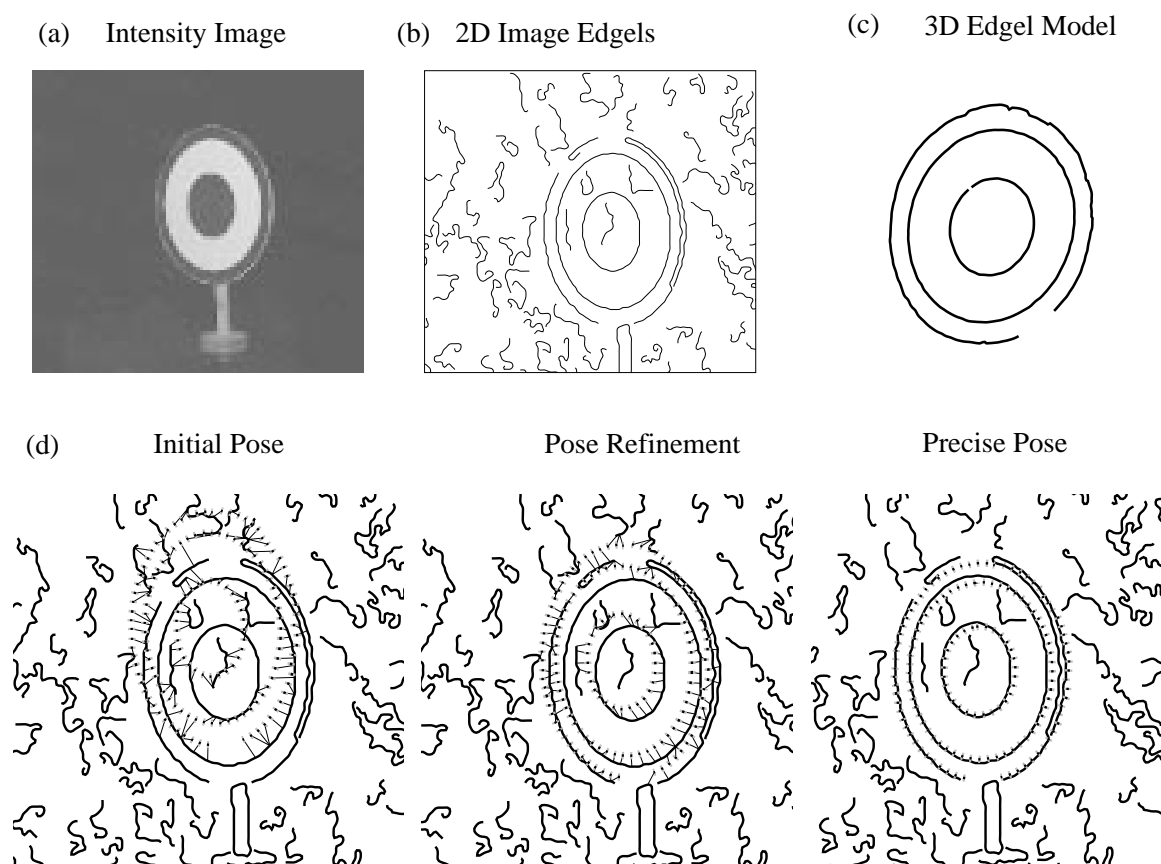 (a) Intensity Image
(b) 2D Image Edgels
(c) 3D Edgel Model
(d) Initial Pose
Pose Refinement
Precise Pose